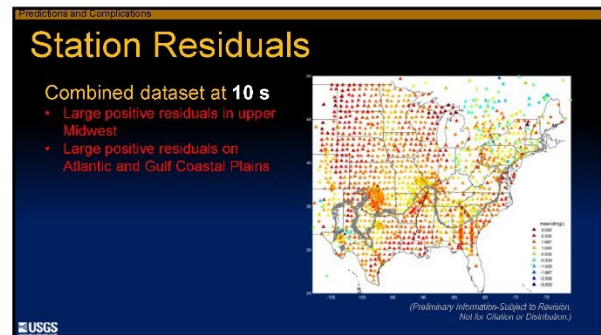 Predictions and Complications
Station Residuals
Combined dataset at 10 s
• Large positive residuals in upper
Midwest
• Large positive residuals on
Atlantic and Gulf Coastal Plains
(Preliminary Information-Subject to Revision.
Not for Citation or Distribution.)
USGS